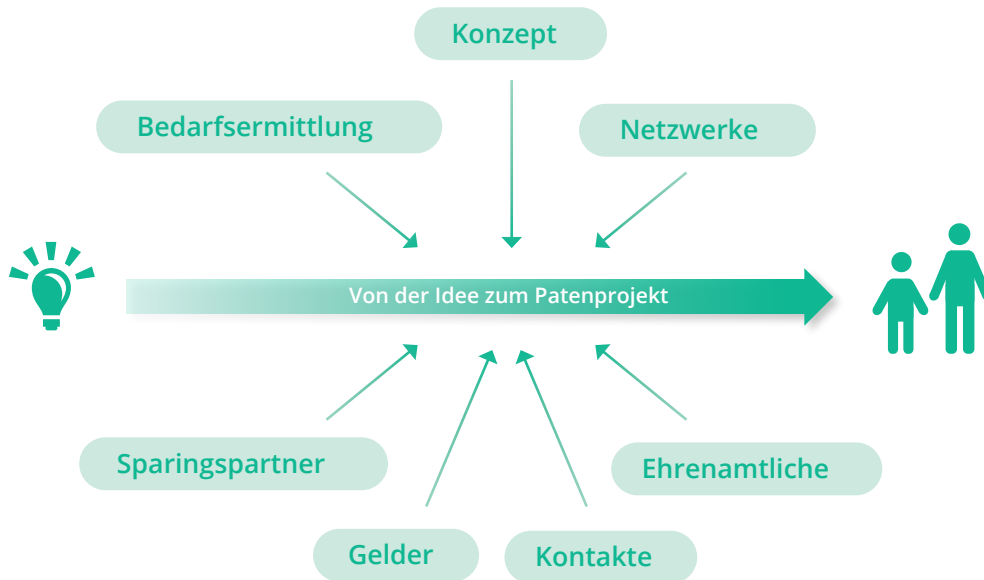 Konzept
Bedarfsermittlung
Netzwerke
Von der Idee zum Patenprojekt
Sparingspartner
Ehrenamtliche
Gelder
Kontakte